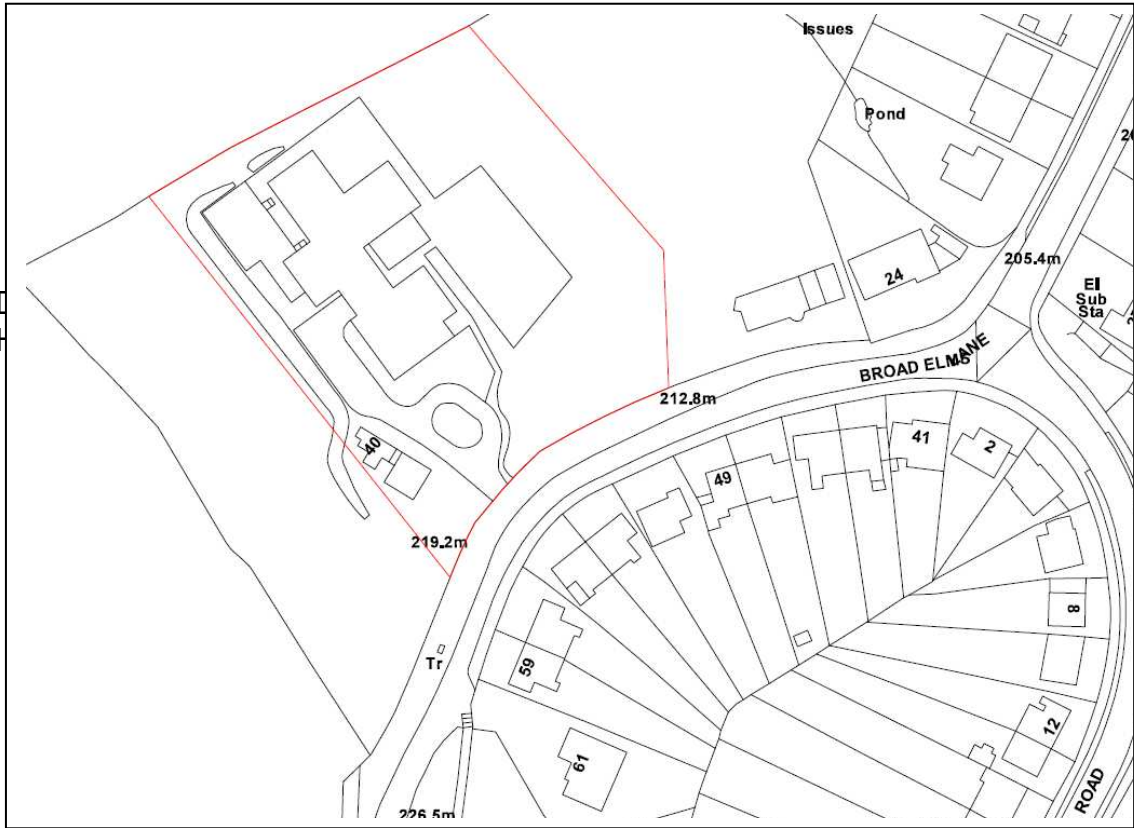 Issues
Pond
24
205.4m
El
Sub
Sta
BROAD ELM
212.8m
40
41
2
49
219.2m
8
59
Tr
12
61
ROAD
226.5m